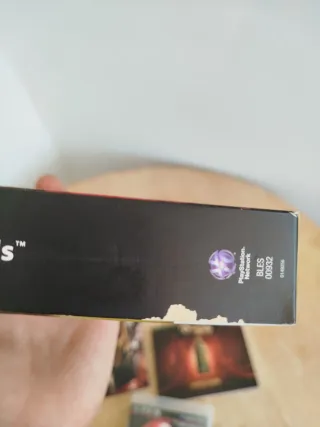 's™
PlayStation®
Network
BLES
00932